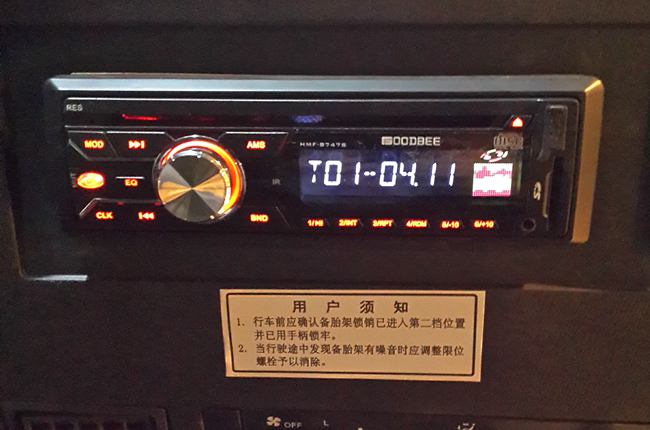 RES
MOD AMS
HMF-B7476 GOODBEE
T01-04.11
EQ IR
CLK BND
1/MI 2/INT 3/RPT 4/RDM 5/-10 6/+10
用户须知
1. 行车前应确认备胎架锁销已进入第二档位置
并已用手柄锁牢。
2. 当行驶途中发现备胎架有噪音时应调整限位
螺栓予以消除。
OFF L